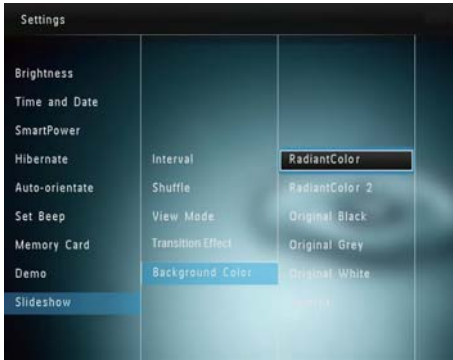 Settings
Brightness
Time and Date
SmartPower
Hibernate
Auto-orientate
Set Beep
Memory Card
Demo
Slideshow
Interval
Shuffle
View Mode
Transition Effect
Background Color
RadiantColor
RadiantColor 2
Original Black
Original Grey
Original White